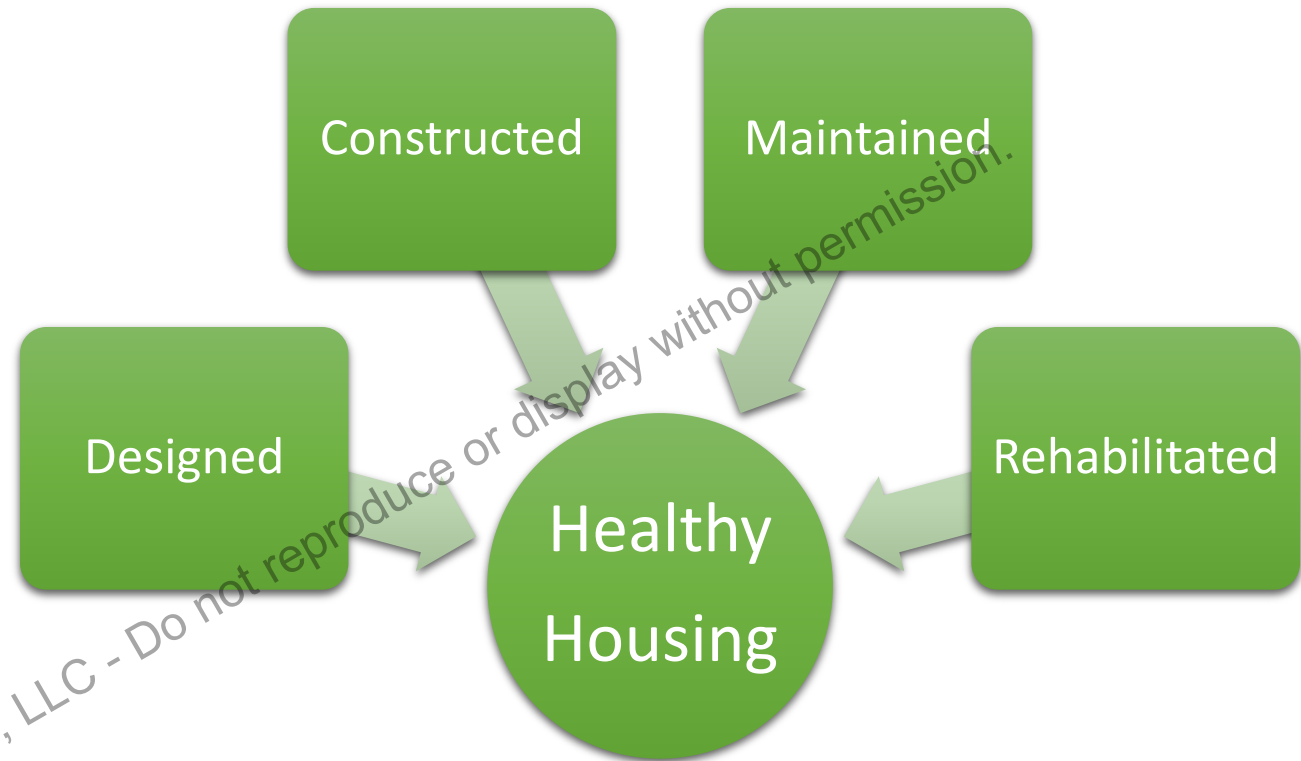 Constructed
Maintained
Designed
Rehabilitated
Healthy
Housing
, LLC - Do not reproduce or display without permission.